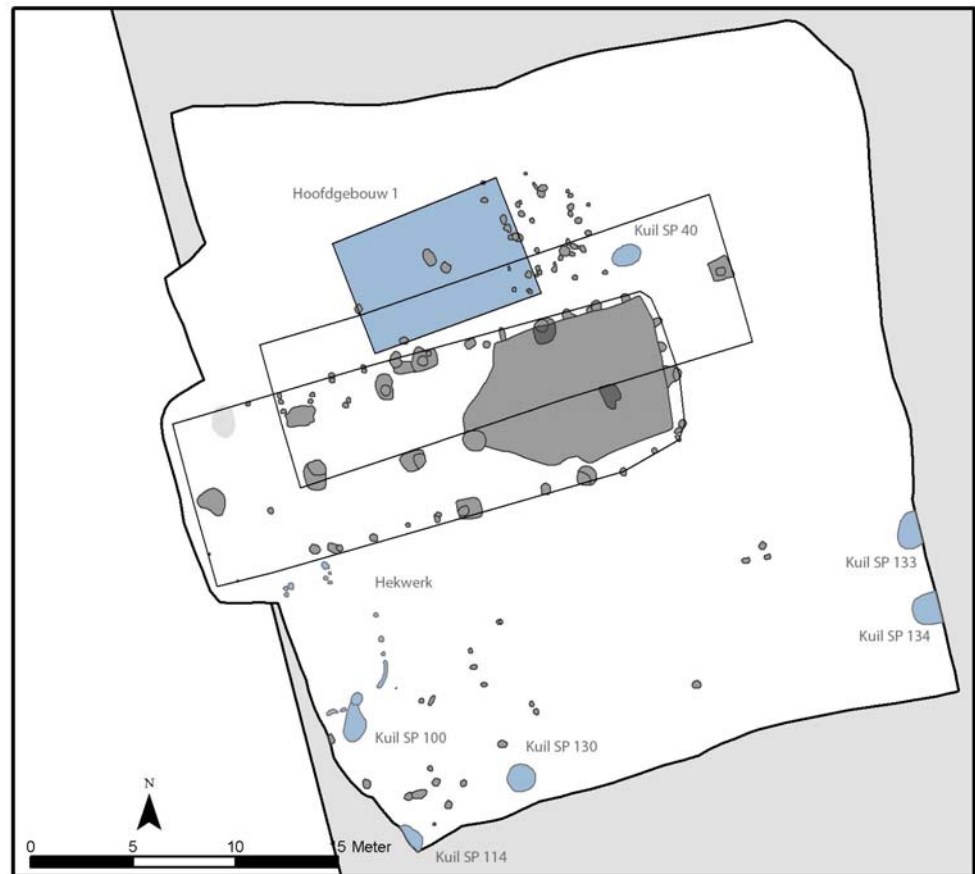 Hoofdgebouw 1
Kuil SP 40
Kuil SP 133
Hekwerk
Kuil SP 134
Kuil SP 100
Kuil SP 130
N
0 5 10 15 Meter
Kuil SP 114